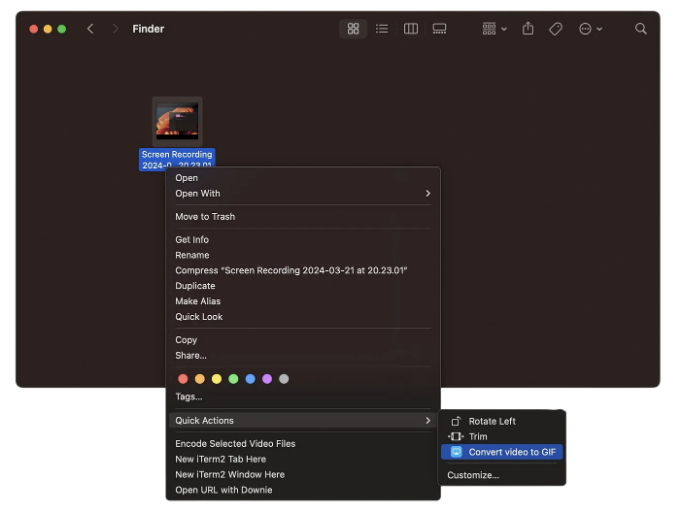 Finder
Screen Recording
2024-0...20.23.01
Open
Open With
Move to Trash
Get Info
Rename
Compress "Screen Recording 2024-03-21 at 20.23.01"
Duplicate
Make Alias
Quick Look
Copy
Share...
Tags...
Quick Actions
Rotate Left
Trim
Convert video to GIF
Customize...
Encode Selected Video Files
New iTerm2 Tab Here
New iTerm2 Window Here
Open URL with Downie